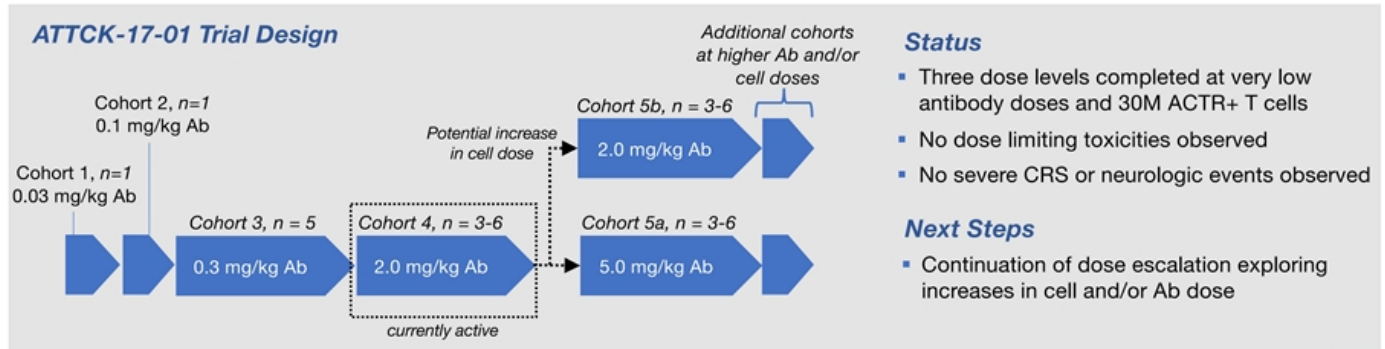 ATTCK-17-01 Trial Design
Cohort 1, n=1
0.03 mg/kg Ab
Cohort 2, n=1
0.1 mg/kg Ab
Cohort 3, n = 5
0.3 mg/kg Ab
Cohort 4, n = 3-6
2.0 mg/kg Ab
currently active
Potential increase
in cell dose
Cohort 5b, n = 3-6
2.0 mg/kg Ab
Additional cohorts
at higher Ab and/or
cell doses
Cohort 5a, n = 3-6
5.0 mg/kg Ab
Status
▪ Three dose levels completed at very low
antibody doses and 30M ACTR+ T cells
▪ No dose limiting toxicities observed
▪ No severe CRS or neurologic events observed
Next Steps
▪ Continuation of dose escalation exploring
increases in cell and/or Ab dose